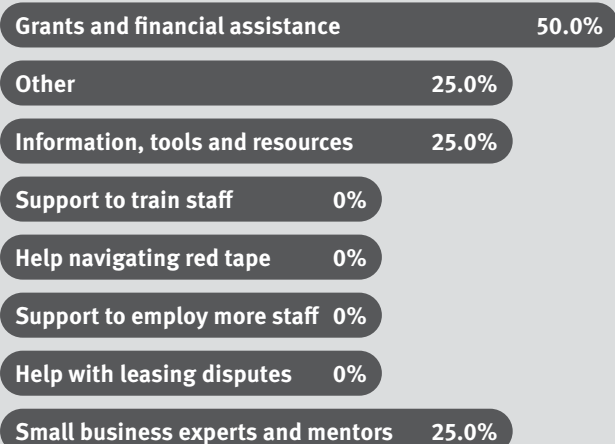 Grants and financial assistance 50.0%
Other 25.0%
Information, tools and resources 25.0%
Support to train staff 0%
Help navigating red tape 0%
Support to employ more staff 0%
Help with leasing disputes 0%
Small business experts and mentors 25.0%